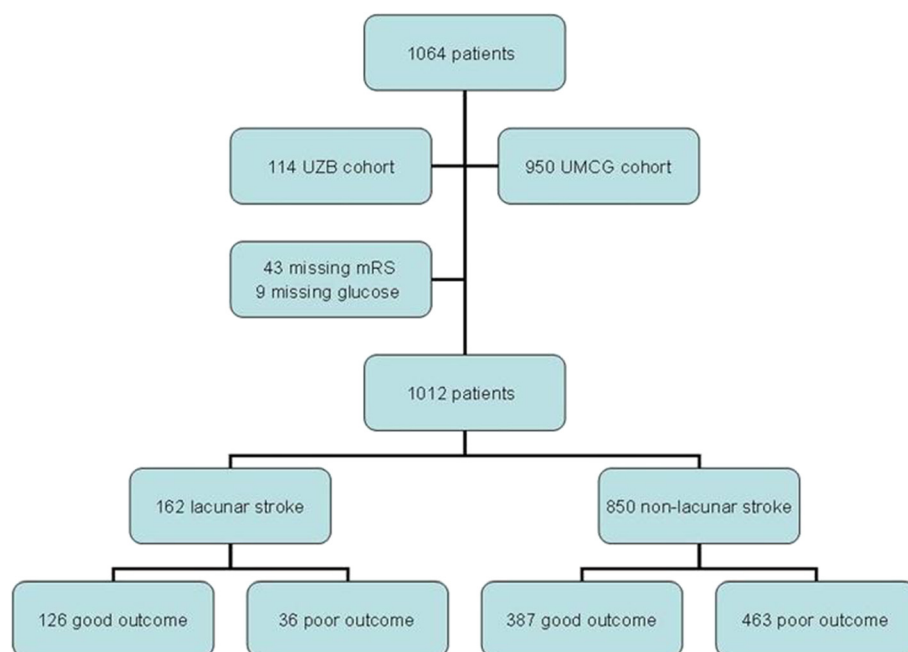 1064 patients
114 UZB cohort
950 UMCG cohort
43 missing mRS
9 missing glucose
1012 patients
162 lacunar stroke
850 non-lacunar stroke
126 good outcome
36 poor outcome
387 good outcome
463 poor outcome